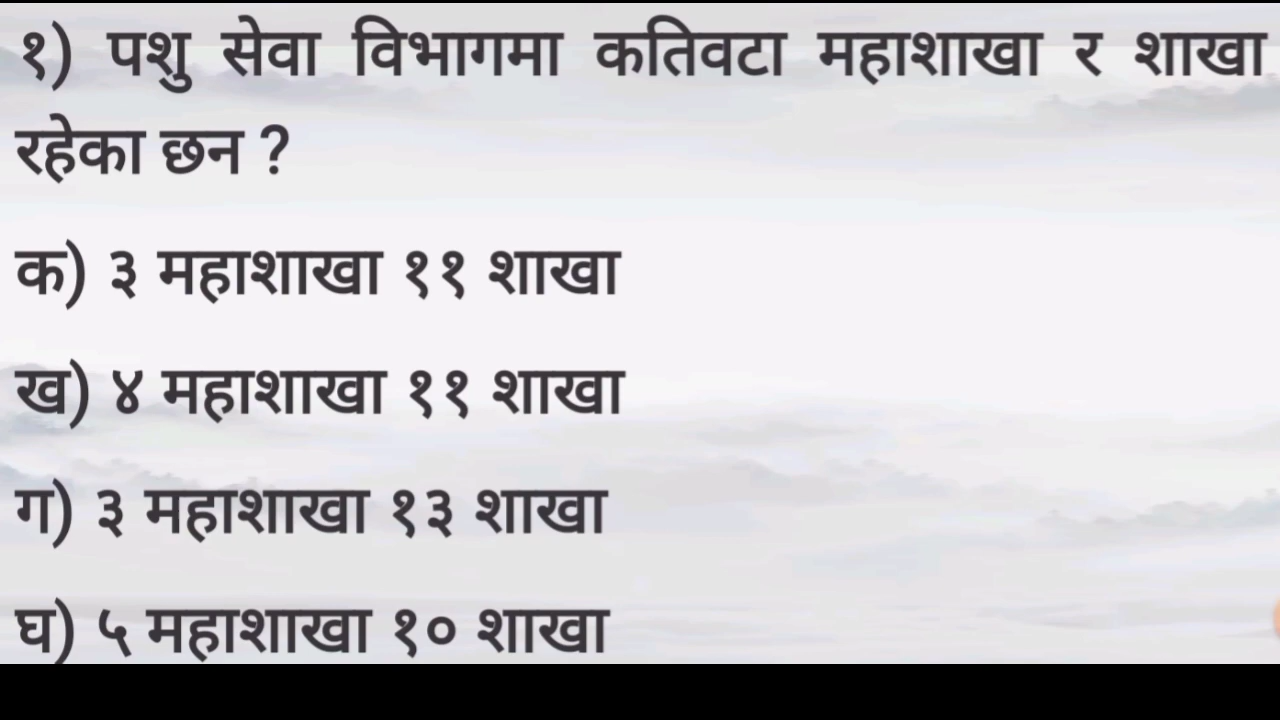 १) पशु सेवा विभागमा कतिवटा महाशाखा र शाखा
रहेका छन ?
क) ३ महाशाखा ११ शाखा
ख) ४ महाशाखा ११ शाखा
ग) ३ महाशाखा १३ शाखा
घ) ५ महाशाखा १० शाखा